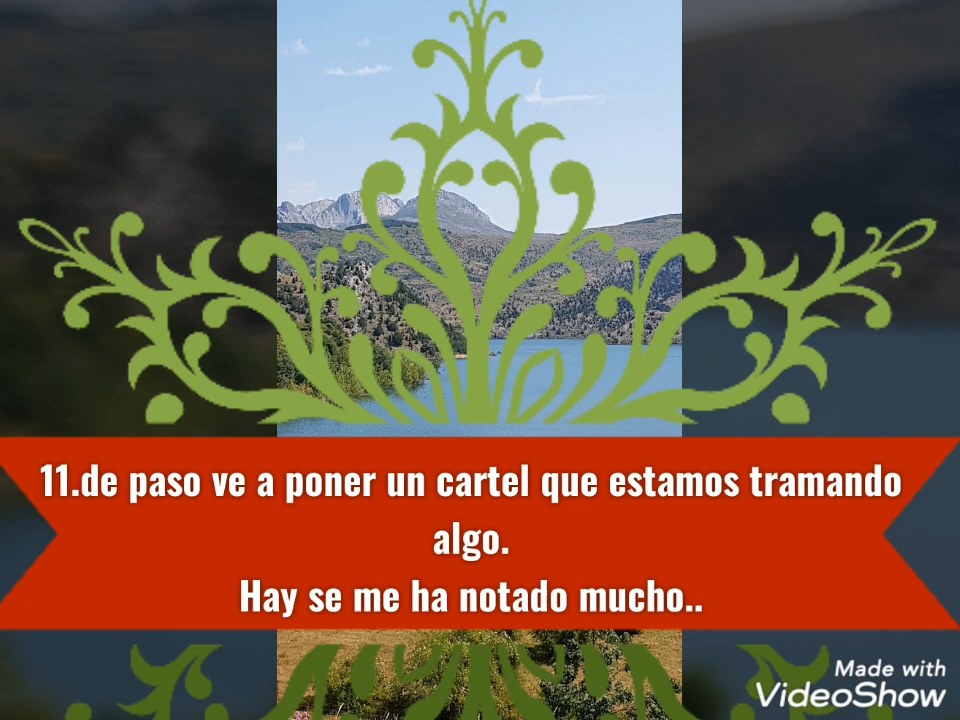 11.de paso ve a poner un cartel que estamos tramando
algo.
Hay se me ha notado mucho..
Made with
VideoShow